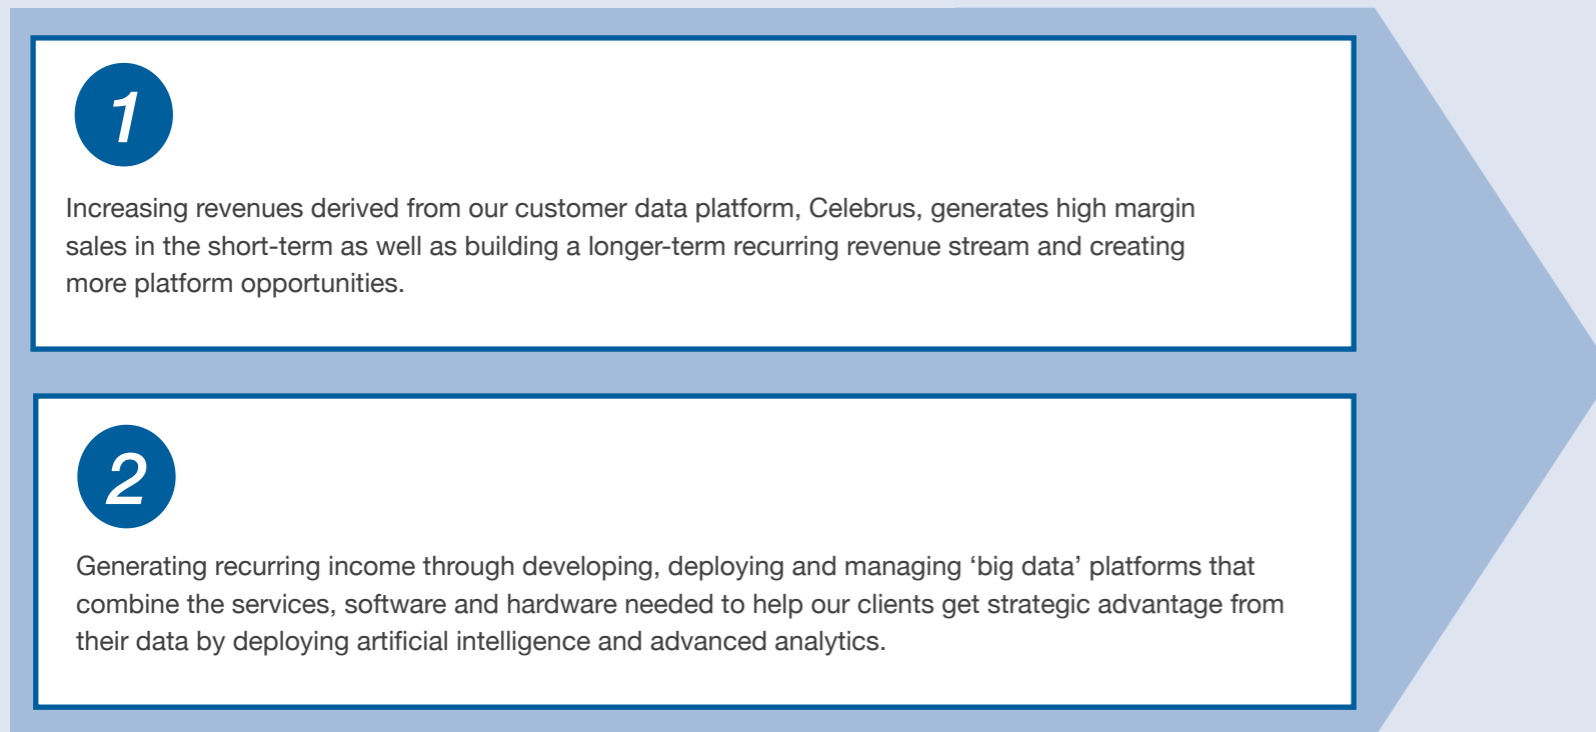 1
Increasing revenues derived from our customer data platform, Celebrus, generates high margin
sales in the short-term as well as building a longer-term recurring revenue stream and creating
more platform opportunities.
2
Generating recurring income through developing, deploying and managing ‘big data’ platforms that
combine the services, software and hardware needed to help our clients get strategic advantage from
their data by deploying artificial intelligence and advanced analytics.